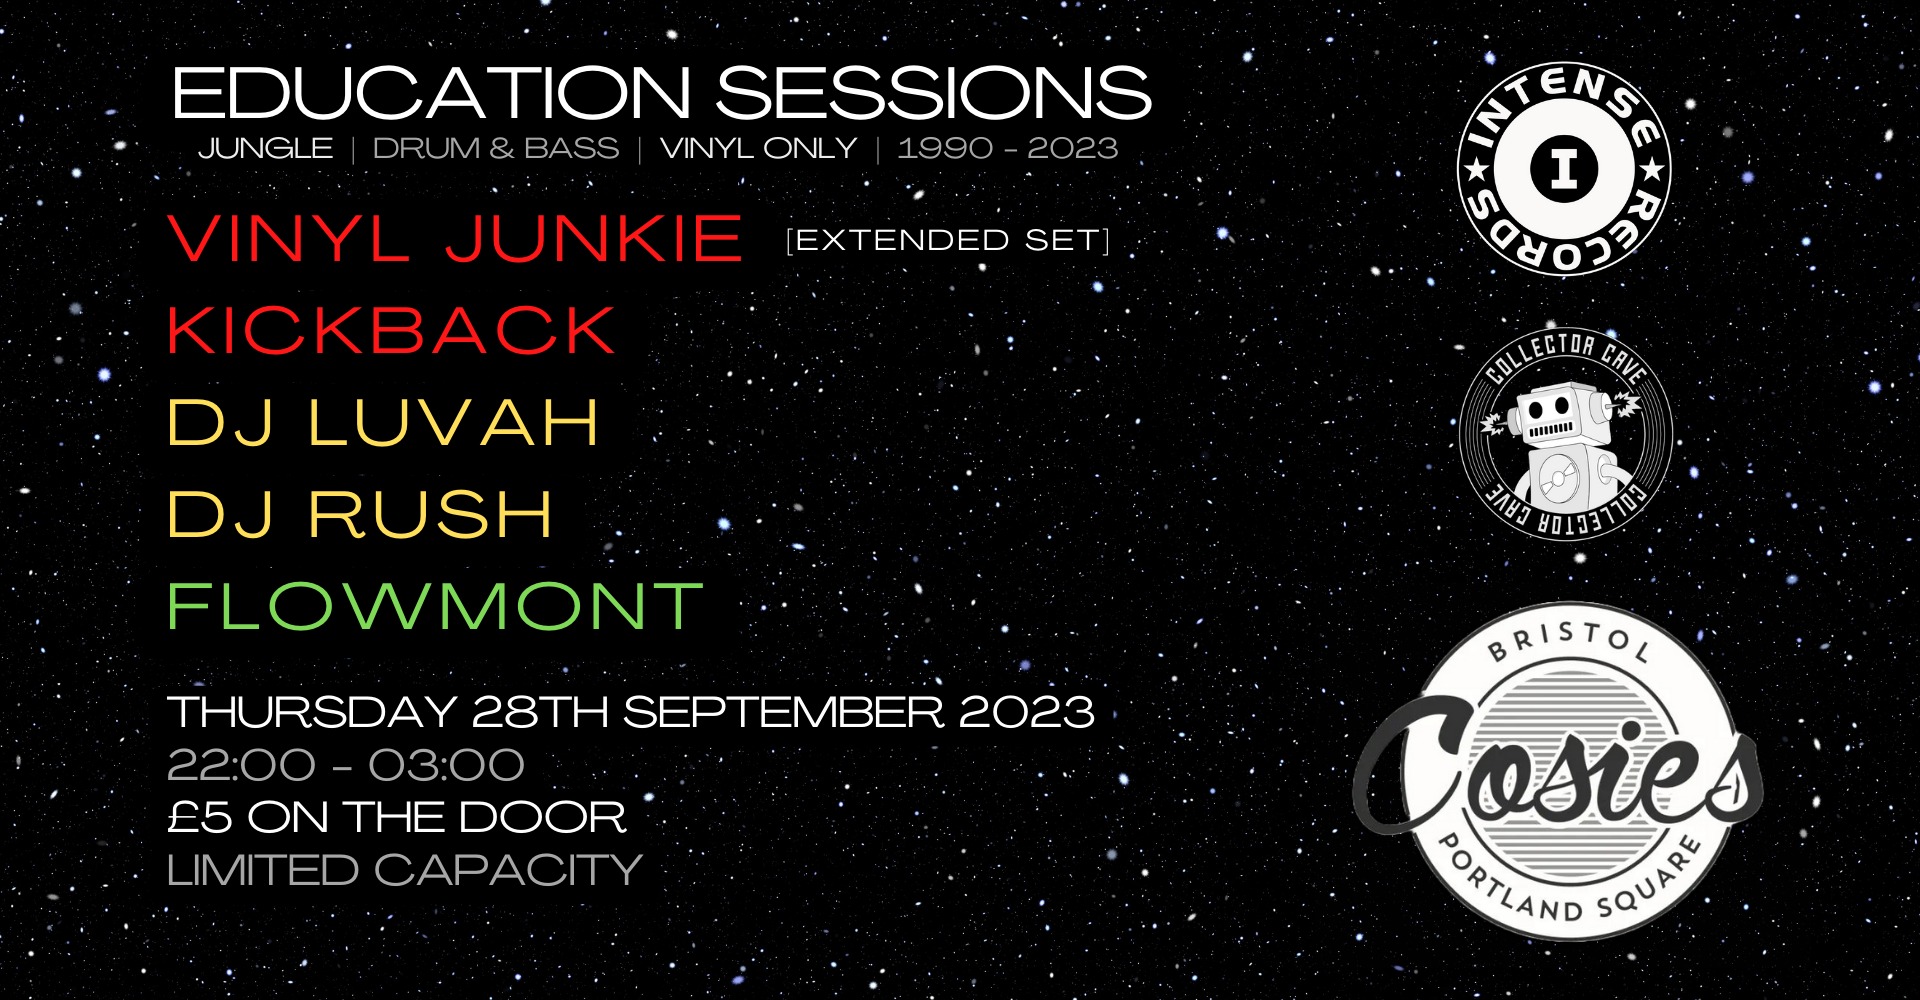 EDUCATION SESSIONS
JUNGLE | DRUM & BASS | VINYL ONLY | 1990 - 2023
VINYL JUNKIE [EXTENDED SET]
KICKBACK
DJ LUVAH
DJ RUSH
FLOWMONT
THURSDAY 28TH SEPTEMBER 2023
22:00 - 03:00
£5 ON THE DOOR
LIMITED CAPACITY
INTENSE
I
RECORDS
COLLECTOR CAVE
COLLECTOR CAVE
BRISTOL
Cosies
PORTLAND SQUARE